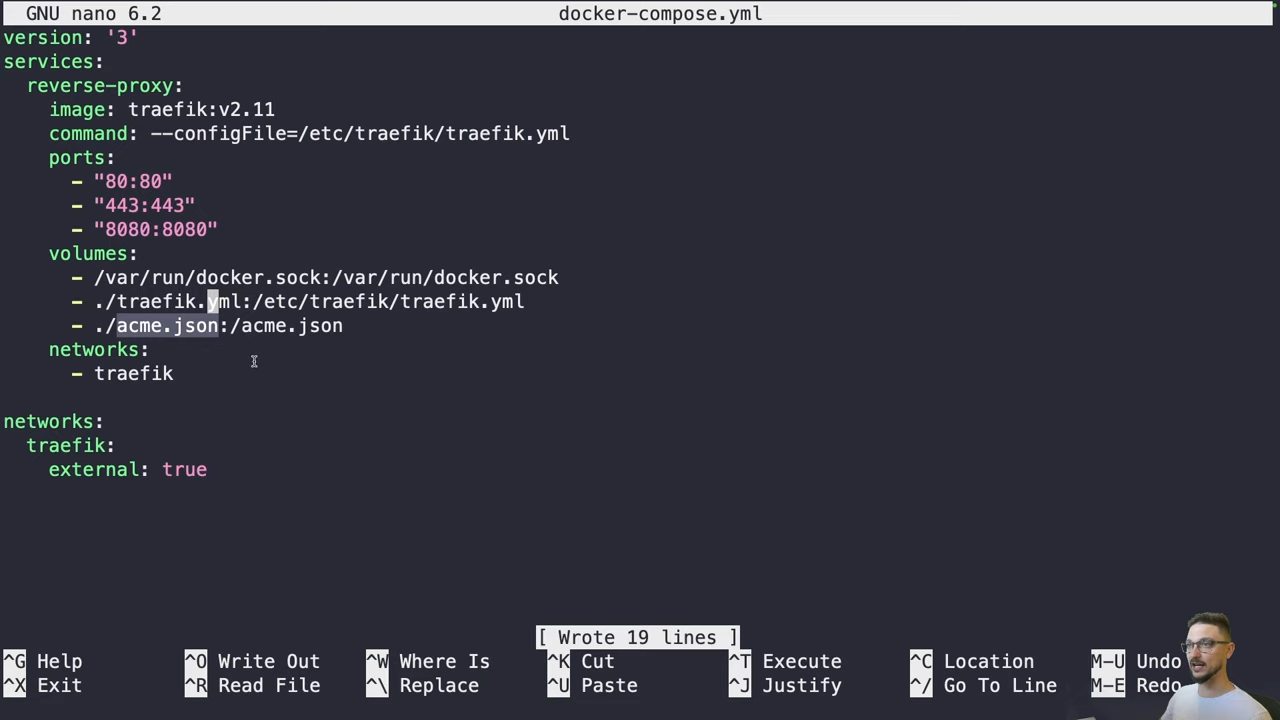 GNU nano 6.2 docker-compose.yml
version: '3'
services:
  reverse-proxy:
    image: traefik:v2.11
    command: --configFile=/etc/traefik/traefik.yml
    ports:
      - "80:80"
      - "443:443"
      - "8080:8080"
    volumes:
      - /var/run/docker.sock:/var/run/docker.sock
      - ./traefik.yml:/etc/traefik/traefik.yml
      - ./acme.json:/acme.json
    networks:
      - traefik
networks:
  traefik:
    external: true
[ Wrote 19 lines ]
^G Help ^O Write Out ^W Where Is ^K Cut ^T Execute ^C Location M-U Undo
^X Exit ^R Read File ^\ Replace ^U Paste ^J Justify ^/ Go To Line M-E Redo